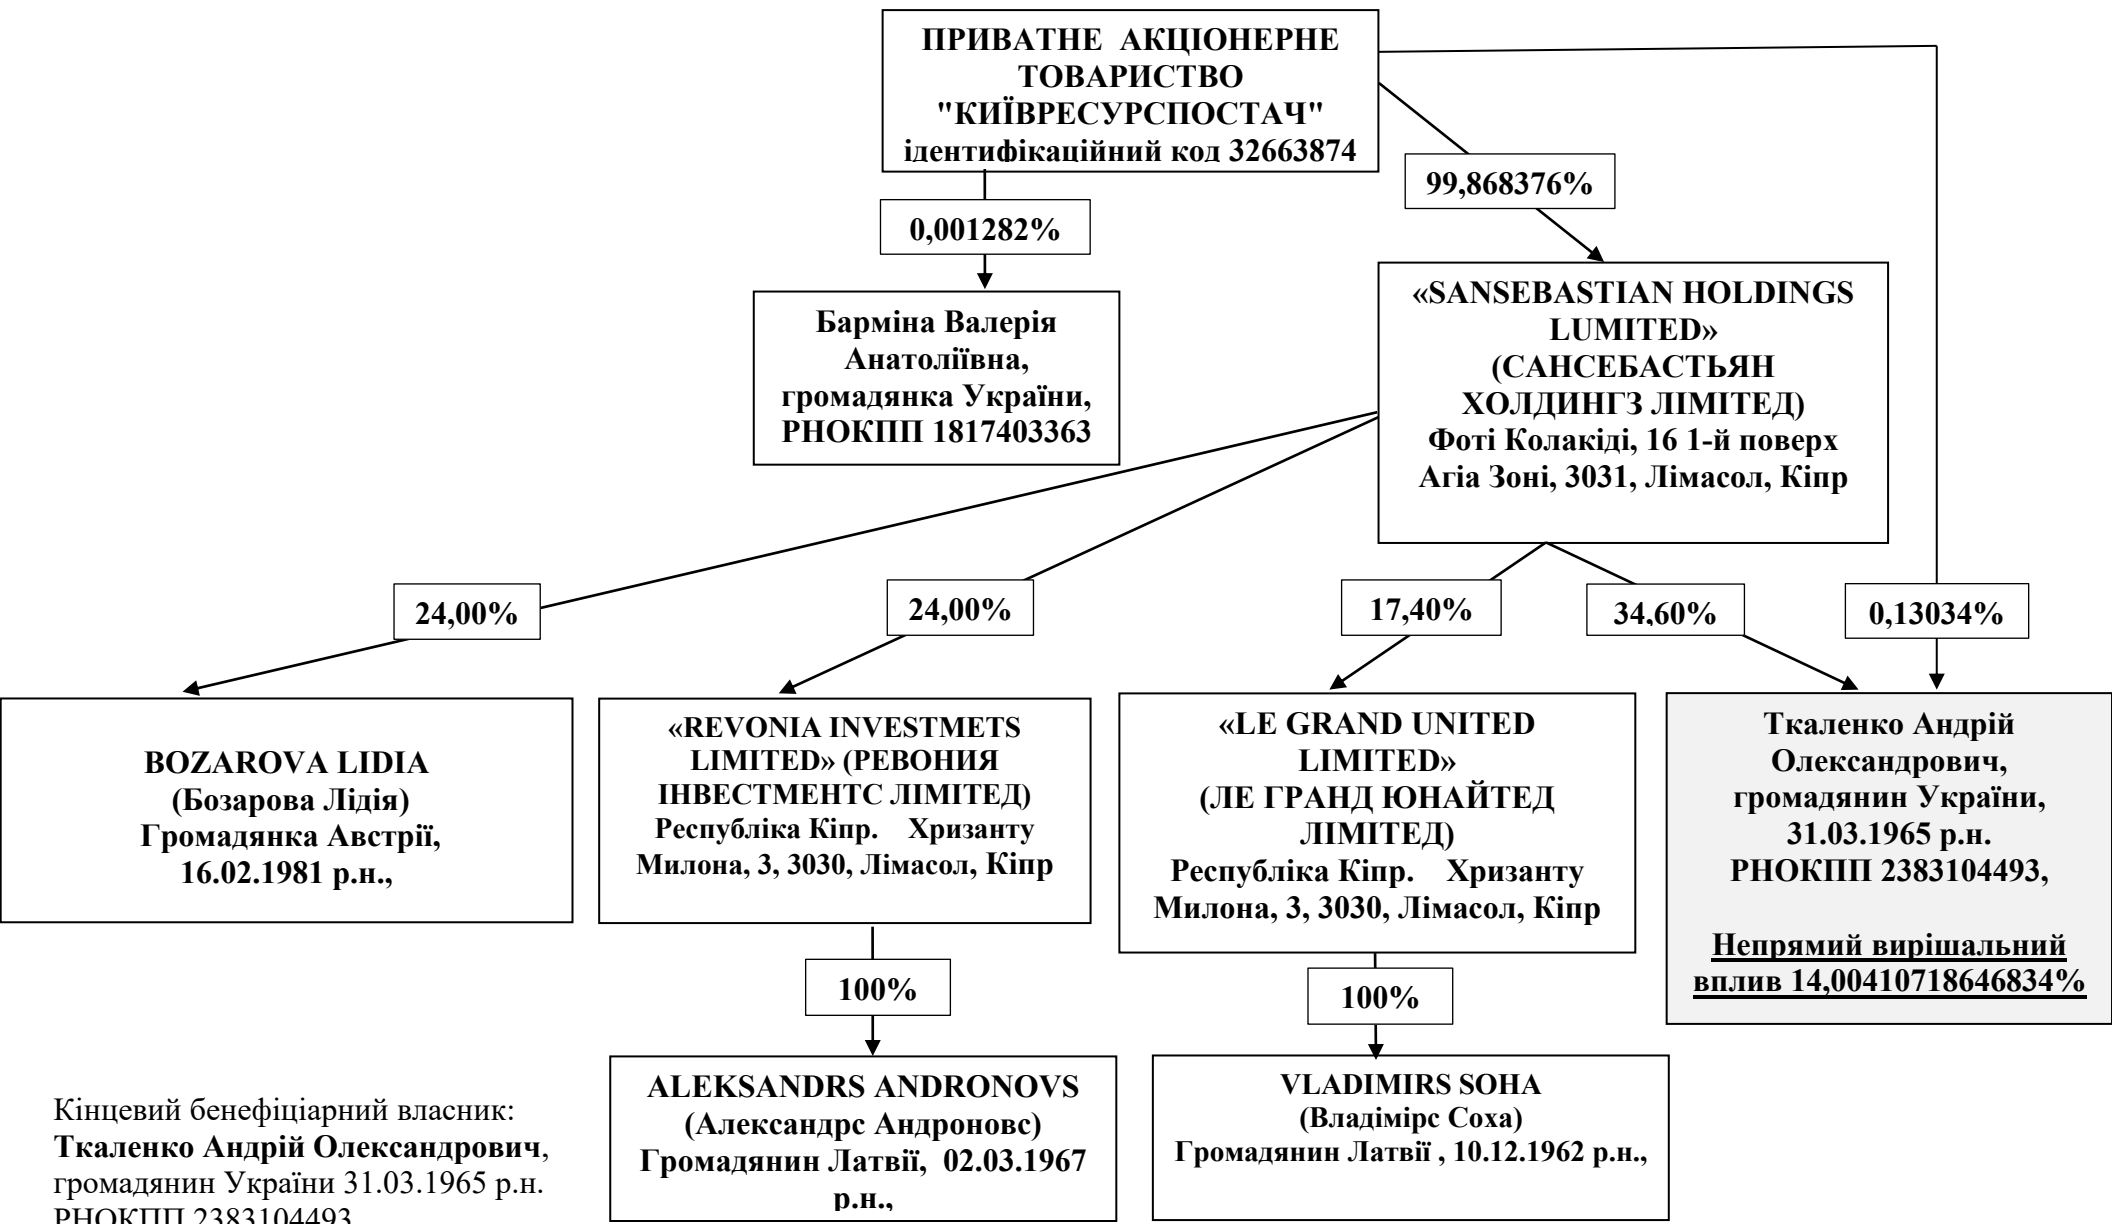 ПРИВАТНЕ АКЦІОНЕРНЕ
ТОВАРИСТВО
"КИЇВРЕСУРСПОСТАЧ"
ідентифікаційний код 32663874
99,868376%
0,001282%
Барміна Валерія
Анатоліївна,
громадянка України,
РНОКПП 1817403363
«SANSEBASTIAN HOLDINGS
LUMITED»
(САНСЕБАСТЬЯН
ХОЛДИНГЗ ЛІМІТЕД)
Фоті Колакіді, 16 1-й поверх
Агіа Зоні, 3031, Лімасол, Кіпр
24,00%
24,00%
17,40%
34,60%
0,13034%
BOZAROVA LIDIA
(Бозарова Лідія)
Громадянка Австрії,
16.02.1981 р.н.,
«REVONIA INVESTMETS
LIMITED» (РЕВОНИЯ
ІНВЕСТМЕНТС ЛІМІТЕД)
Республіка Кіпр. Хризанту
Милона, 3, 3030, Лімасол, Кіпр
«LE GRAND UNITED
LIMITED»
(ЛЕ ГРАНД ЮНАЙТЕД
ЛІМІТЕД)
Республіка Кіпр. Хризанту
Милона, 3, 3030, Лімасол, Кіпр
Ткаленко Андрій
Олександрович,
громадянин України,
31.03.1965 р.н.
РНОКПП 2383104493,
Непрямий вирішальний
вплив 14,00410718646834%
100%
100%
ALEKSANDRS ANDRONOVS
(Александрс Андроновс)
Громадянин Латвії, 02.03.1967
р.н.,
VLADIMIRS SOHA
(Владімірс Соха)
Громадянин Латвії , 10.12.1962 р.н.,
Кінцевий бенефіціарний власник:
Ткаленко Андрій Олександрович,
громадянин України 31.03.1965 р.н.
РНОКПП 2383104493